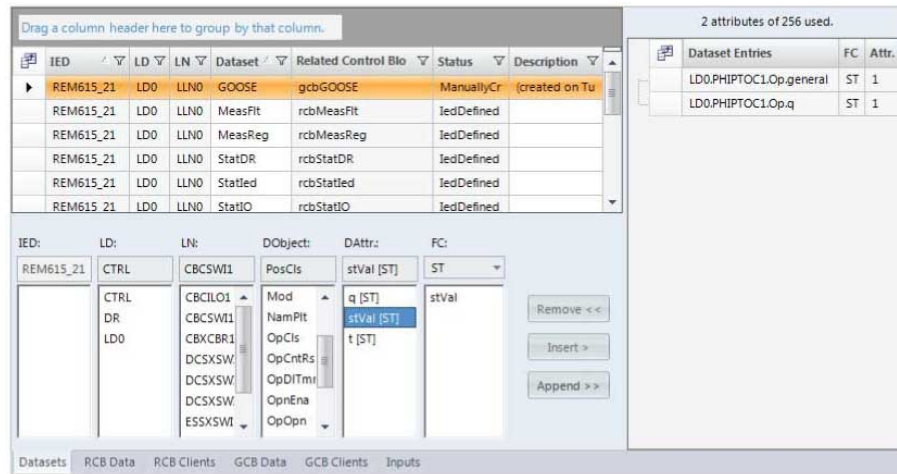 Drag a column header here to group by that column.
IED LD LN Dataset Related Control Blo Status Description
REM615_21 LD0 LLN0 GOOSE gcbGOOSE ManuallyCr (created on Tu
REM615_21 LD0 LLN0 MeasFlt rcbMeasFlt IedDefined
REM615_21 LD0 LLN0 MeasReg rcbMeasReg IedDefined
REM615_21 LD0 LLN0 StatDR rcbStatDR IedDefined
REM615_21 LD0 LLN0 StatIed rcbStatIed IedDefined
REM615_21 LD0 LLN0 StatIO rcbStatIO IedDefined
2 attributes of 256 used.
Dataset Entries FC Attr.
LD0.PHIPTOC1.Op.general ST 1
LD0.PHIPTOC1.Op.q ST 1
IED: LD: LN: DObject: DAttr.: FC:
REM615_21 CTRL CBCSWI1 PosCls stVal [ST] ST
CTRL CBCILO1 Mod q [ST] stVal
DR CBCSWI1 NamPlt stVal [ST]
LD0 CBXCBR1 OpCls t [ST]
DCSXSW OpCntRs
DCSXSW OpDlTmr
DCSXSW OpnEna
ESSXSWI OpOpn
Remove <<
Insert >
Append >>
Datasets RCB Data RCB Clients GCB Data GCB Clients Inputs